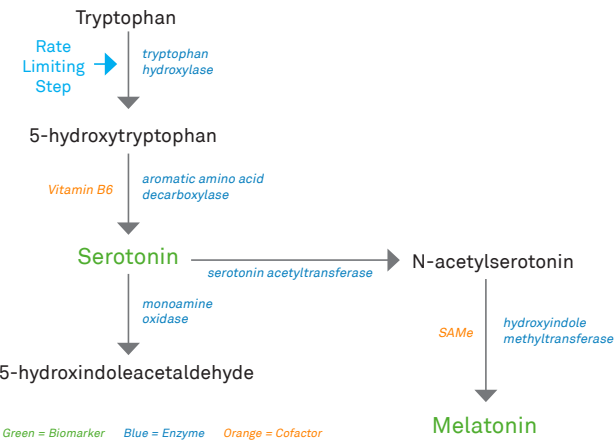 Tryptophan
Rate
Limiting
Step
tryptophan
hydroxylase
5-hydroxytryptophan
Vitamin B6
aromatic amino acid
decarboxylase
Serotonin
serotonin acetyltransferase
N-acetylserotonin
monoamine
oxidase
SAMe
hydroxyindole
methyltransferase
5-hydroxindoleacetaldehyde
Melatonin
Green = Biomarker Blue = Enzyme Orange = Cofactor